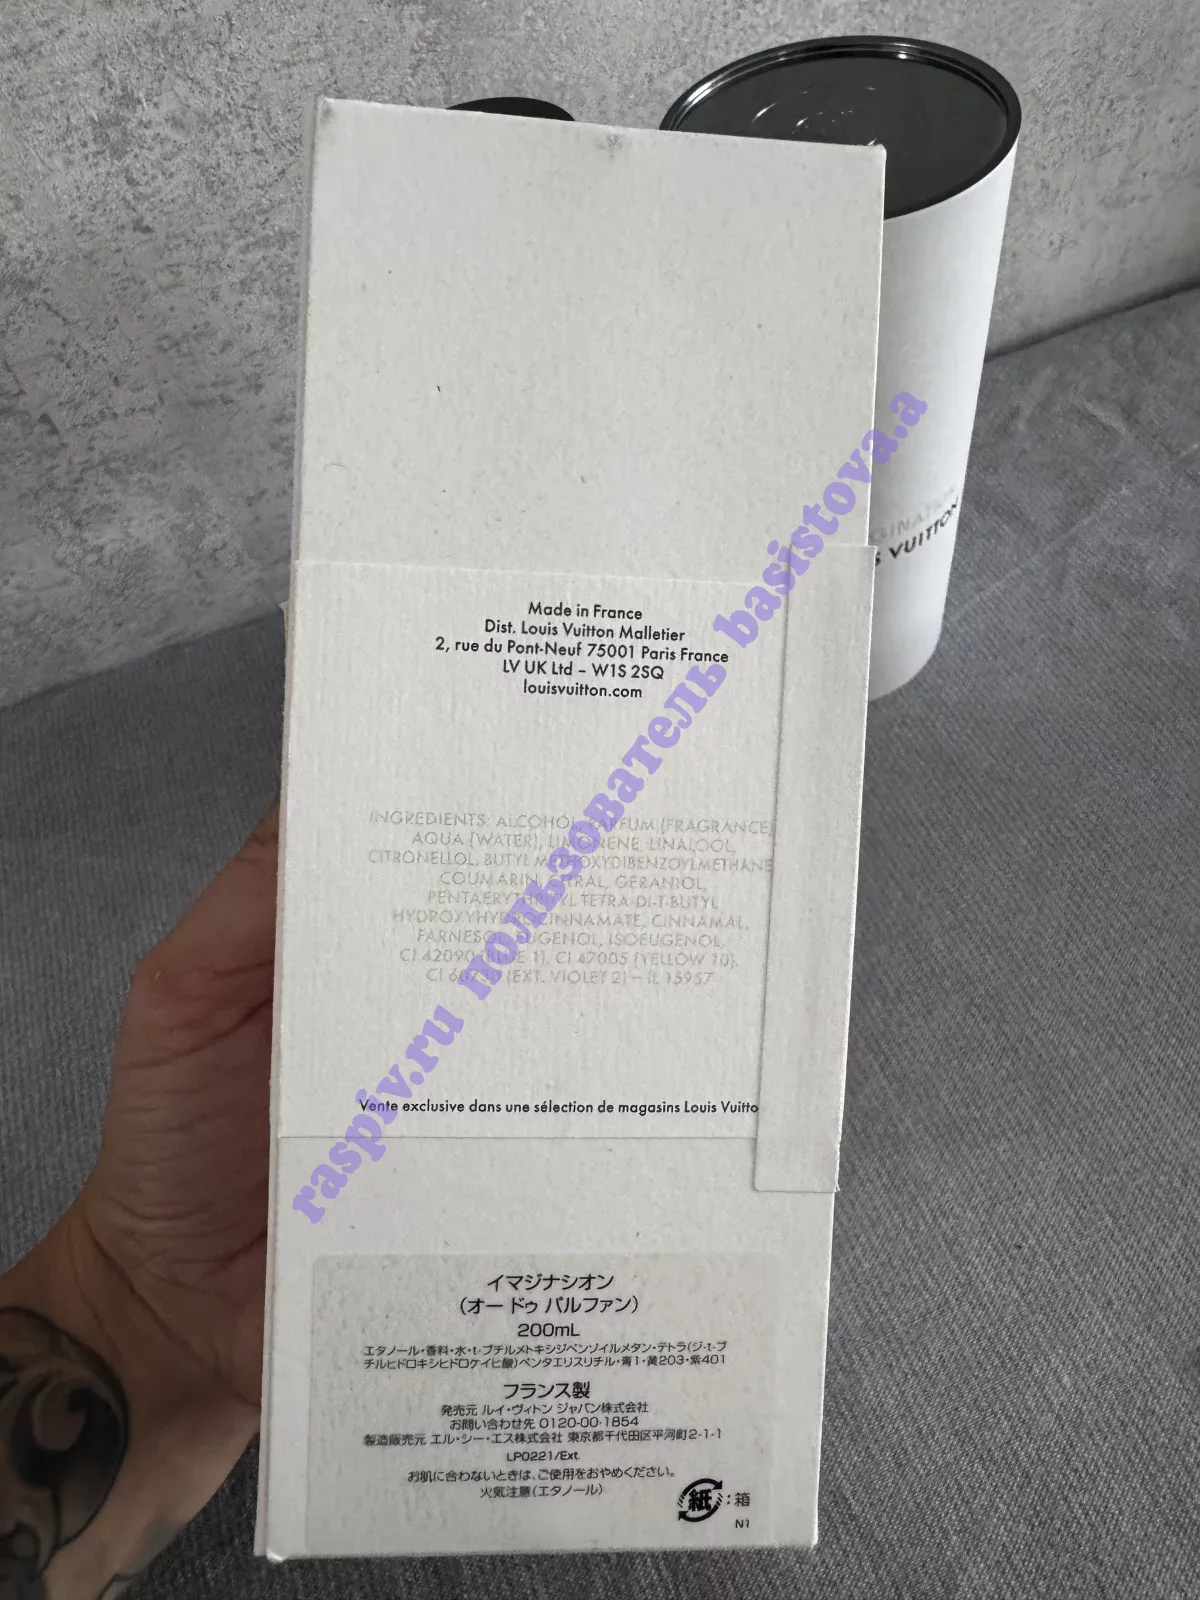 GINATION
S VUITTON
Made in France
Dist. Louis Vuitton Malletier
2, rue du Pont-Neuf 75001 Paris France
LV UK Ltd – W1S 2SQ
louisvuitton.com
INGREDIENTS: ALCOHOL, PARFUM (FRAGRANCE),
AQUA (WATER), LIMONENE, LINALOOL,
CITRONELLOL, BUTYL METHOXYDIBENZOYLMETHANE,
COUMARIN, CITRAL, GERANIOL,
PENTAERYTHRITYL TETRA-DI-T-BUTYL
HYDROXYHYDROCINNAMATE, CINNAMAL,
FARNESOL, EUGENOL, ISOEUGENOL,
CI 42090 (BLUE 1), CI 47005 (YELLOW 10),
CI 60730 (EXT. VIOLET 2) – IL 15957
Vente exclusive dans une sélection de magasins Louis Vuitto
raspiv.ru пользователь basistova.a
イマジナシオン
(オー ドゥ パルファン)
200mL
エタノール・香料・水・t-ブチルメトキシジベンゾイルメタン・テトラ(ジ-t-ブ
チルヒドロキシヒドロケイヒ酸)ペンタエリスリチル・青1・黄203・紫401
フランス製
発売元 ルイ・ヴィトン ジャパン株式会社
お問い合わせ先 0120-00-1854
製造販売元 エル・シー・エス株式会社 東京都千代田区平河町2-1-1
LP0221/Ext
お肌に合わないときは、ご使用をおやめください。
火気注意(エタノール)
紙:箱
N1